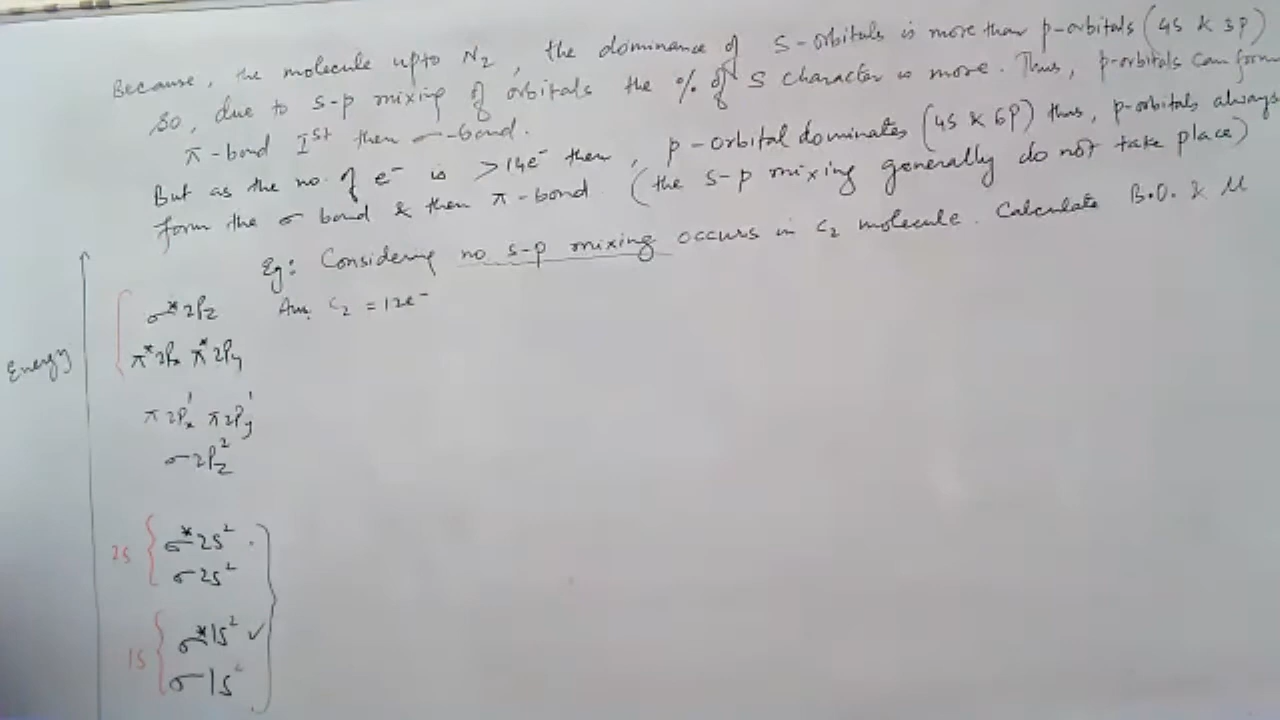 Because, the molecule upto N₂, the dominance of s-orbitals is more than p-orbitals (4S & 3P)
So, due to s-p mixing of orbitals the % of S character is more. Thus, p-orbitals can form
π-bond Iˢᵗ then σ-bond.
But as the no. of e⁻ is >14e⁻ then, p-orbital dominates (4S & 6P) thus, p-orbitals always
form the σ bond & then π-bond. (the s-p mixing generally do not take place)
Eg: Considering no s-p mixing occurs in C₂ molecule. Calculate B.O. & μ
Ans. C₂ = 12e⁻
σ*2Pz
π*2Pₓ π*2Py
Energy
π2Pₓ¹ π2Py¹
σ2Pz²
2S
σ*2S²
σ2S²
1S
σ*1S² ✓
σ1S²